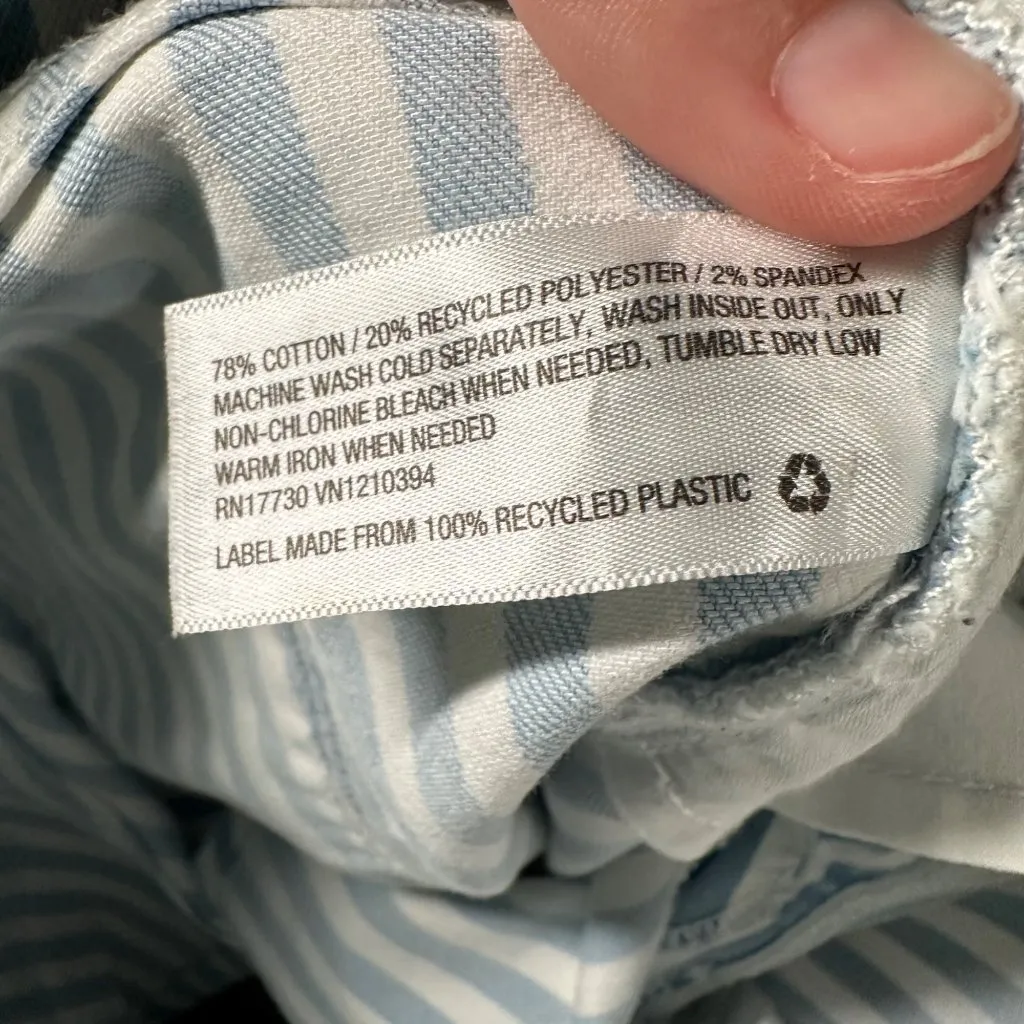 78% COTTON / 20% RECYCLED POLYESTER / 2% SPANDEX
MACHINE WASH COLD SEPARATELY, WASH INSIDE OUT, ONLY
NON-CHLORINE BLEACH WHEN NEEDED, TUMBLE DRY LOW
WARM IRON WHEN NEEDED
RN17730 VN1210394
LABEL MADE FROM 100% RECYCLED PLASTIC